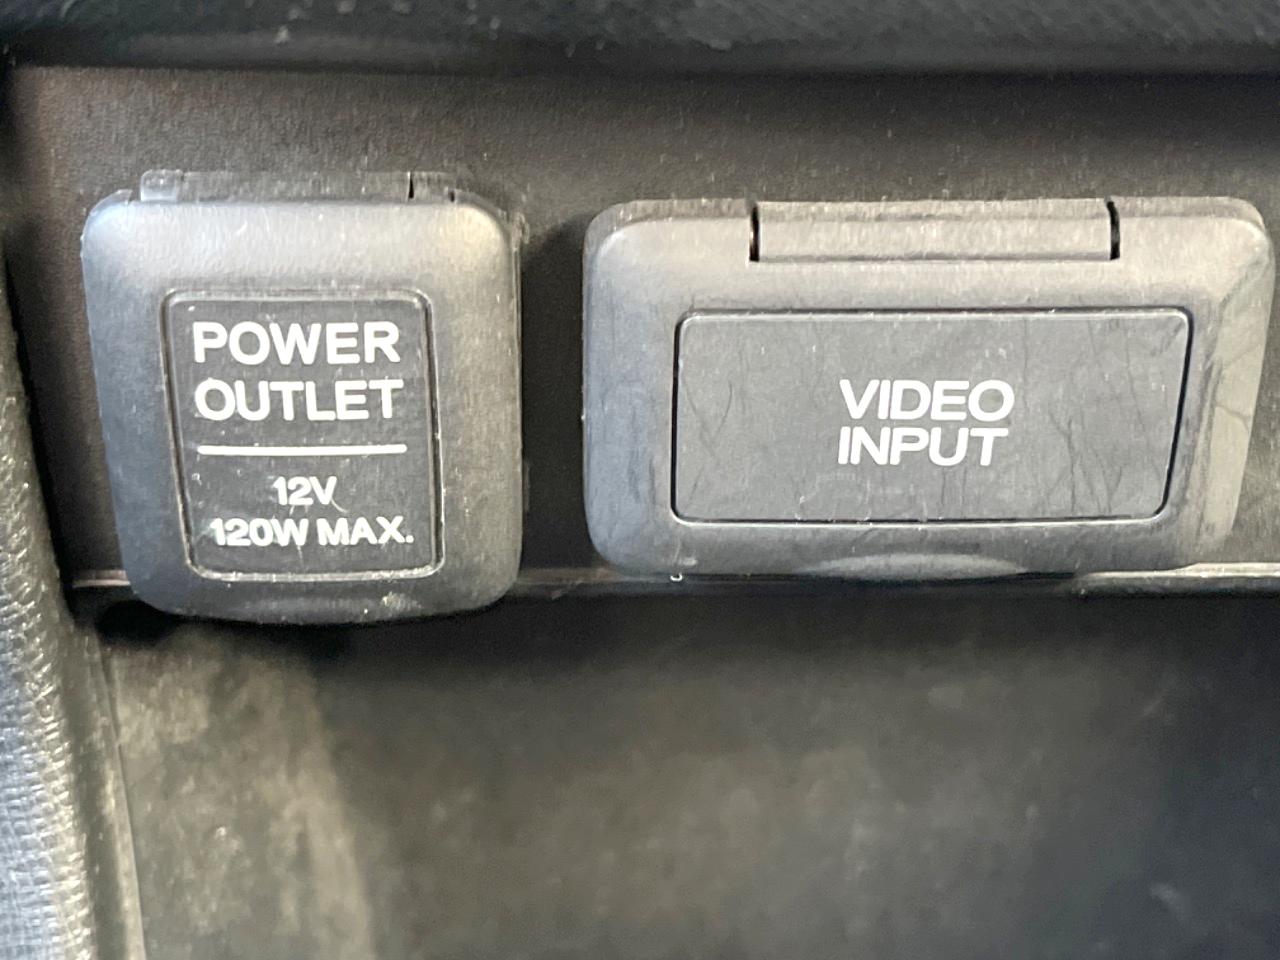 POWER
OUTLET
12V
120W MAX.
VIDEO
INPUT